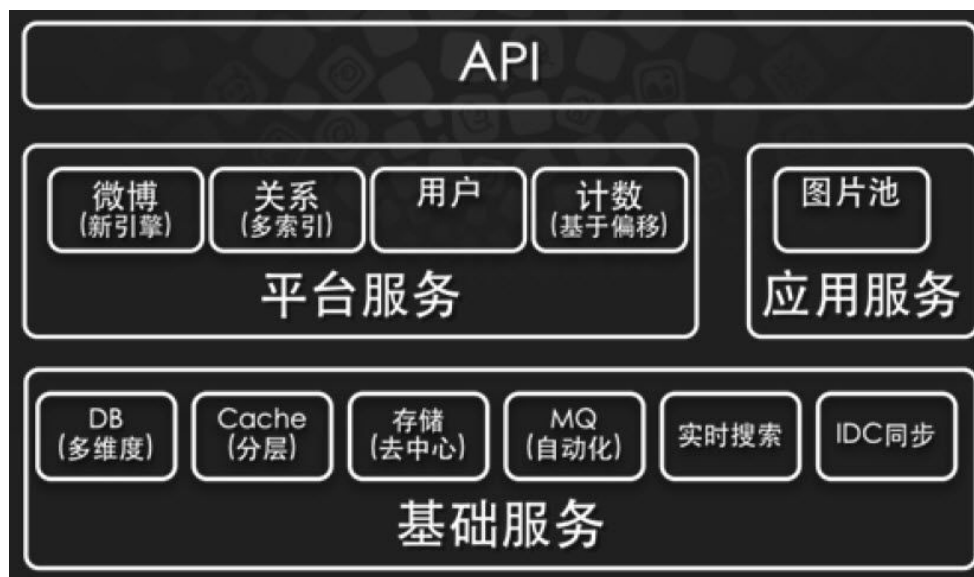 API
微博
(新引擎)
关系
(多索引)
用户
计数
(基于偏移)
平台服务
图片池
应用服务
DB
(多维度)
Cache
(分层)
存储
(去中心)
MQ
(自动化)
实时搜索
IDC同步
基础服务